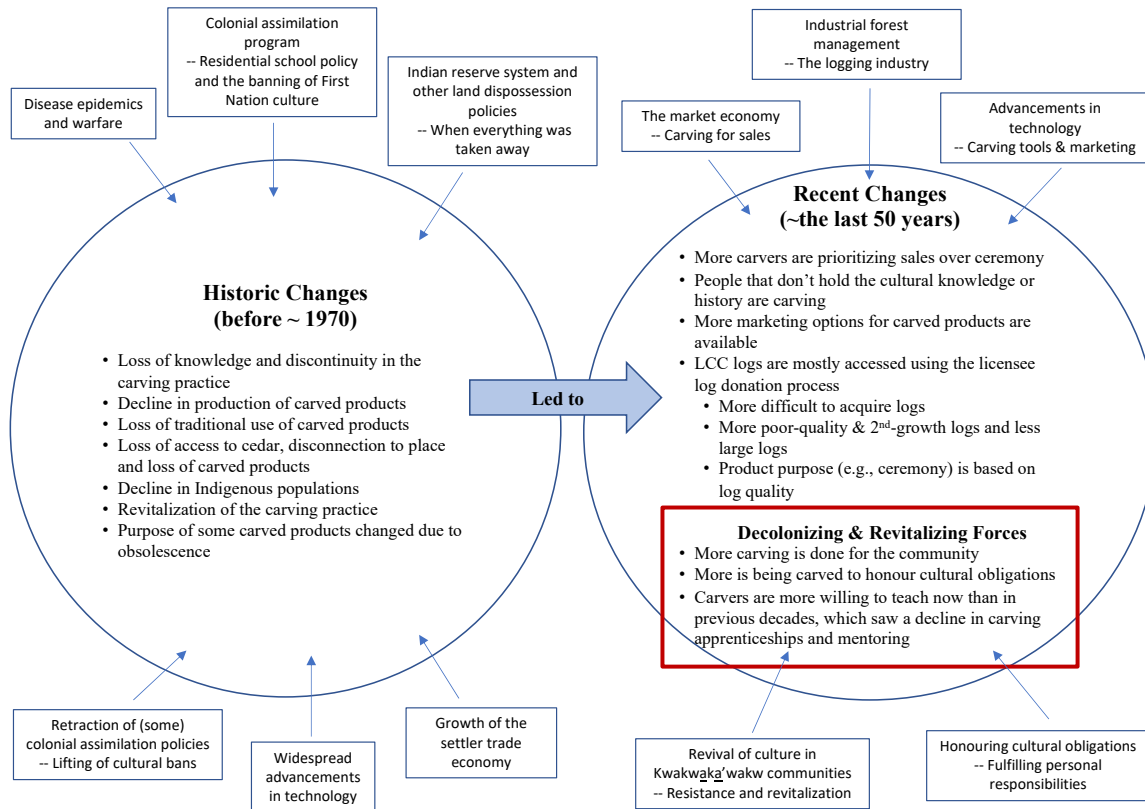 Colonial assimilation
program
-- Residential school policy
and the banning of First
Nation culture
Disease epidemics
and warfare
Indian reserve system and
other land dispossession
policies
-- When everything was
taken away
Historic Changes
(before ~ 1970)
• Loss of knowledge and discontinuity in the
carving practice
• Decline in production of carved products
• Loss of traditional use of carved products
• Loss of access to cedar, disconnection to place
and loss of carved products
• Decline in Indigenous populations
• Revitalization of the carving practice
• Purpose of some carved products changed due to
obsolescence
Retraction of (some)
colonial assimilation policies
-- Lifting of cultural bans
Widespread
advancements
in technology
Growth of the
settler trade
economy
Led to
Industrial forest
management
-- The logging industry
The market economy
-- Carving for sales
Advancements in
technology
-- Carving tools & marketing
Recent Changes
(~the last 50 years)
• More carvers are prioritizing sales over ceremony
• People that don’t hold the cultural knowledge or
history are carving
• More marketing options for carved products are
available
• LCC logs are mostly accessed using the licensee
log donation process
• More difficult to acquire logs
• More poor-quality & 2nd-growth logs and less
large logs
• Product purpose (e.g., ceremony) is based on
log quality
Decolonizing & Revitalizing Forces
• More carving is done for the community
• More is being carved to honour cultural obligations
• Carvers are more willing to teach now than in
previous decades, which saw a decline in carving
apprenticeships and mentoring
Revival of culture in
Kwakwa̱ka̱’wakw communities
-- Resistance and revitalization
Honouring cultural obligations
-- Fulfilling personal
responsibilities